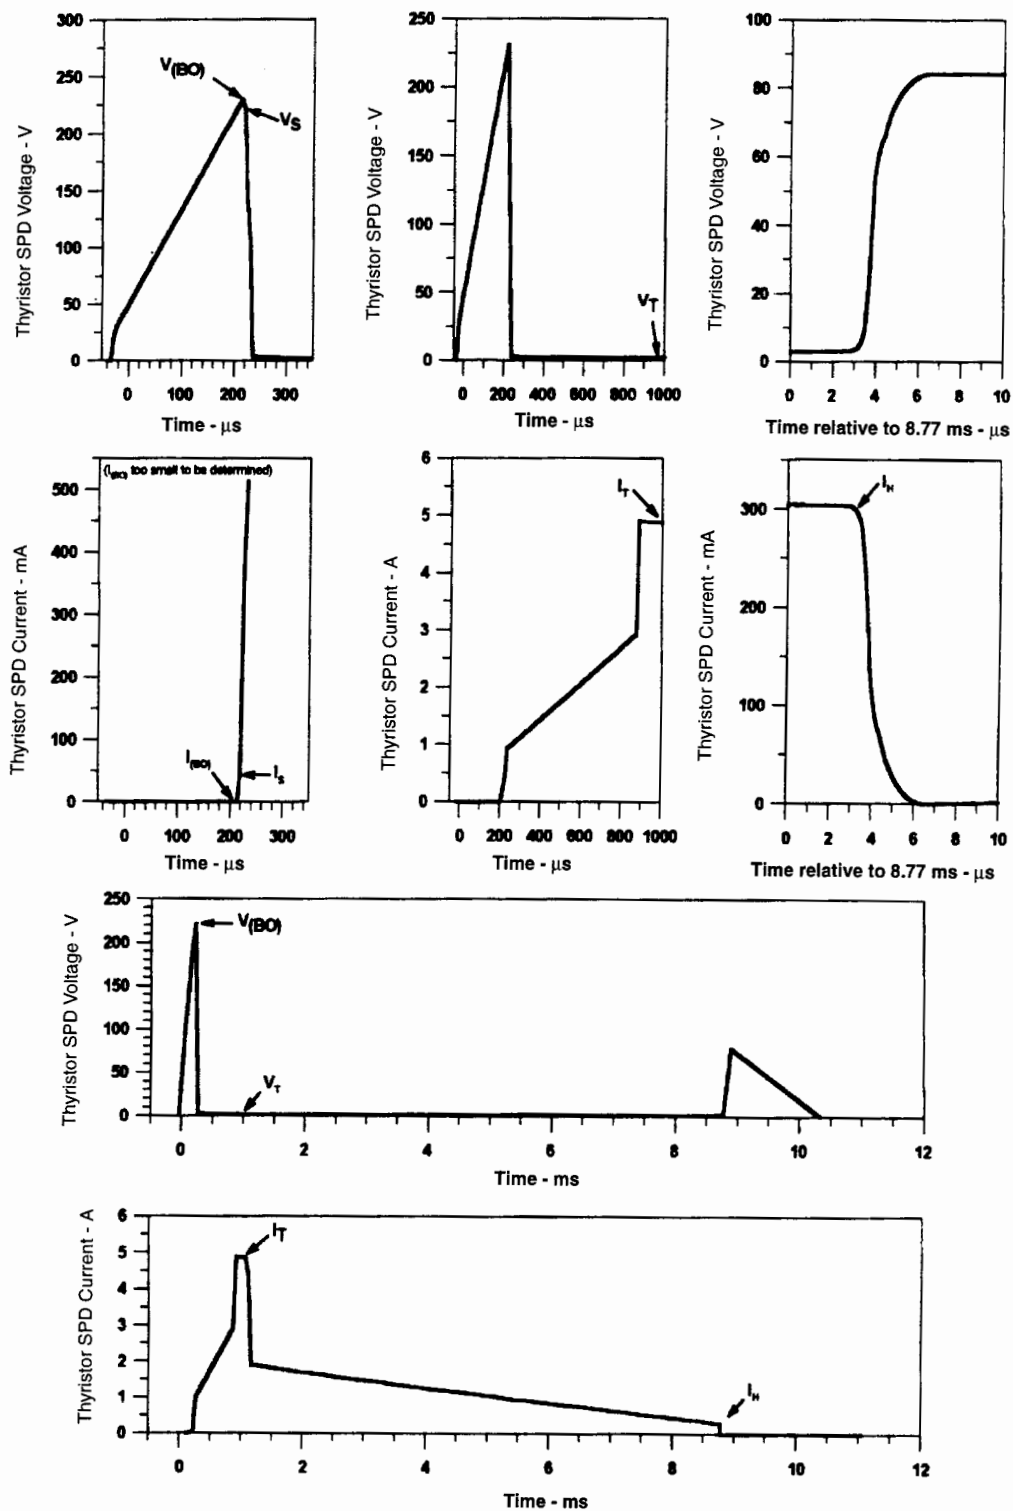 Thyristor SPD Voltage - V
300
250
200
150
100
50
0
V(BO)
VS
0 100 200 300
Time - μs
Thyristor SPD Voltage - V
250
200
150
100
50
0
VT
0 200 400 600 800 1000
Time - μs
Thyristor SPD Voltage - V
100
80
60
40
20
0
0 2 4 6 8 10
Time relative to 8.77 ms - μs
Thyristor SPD Current - mA
(I(BO) too small to be determined)
500
400
300
200
100
0
I(BO)
IS
0 100 200 300
Time - μs
Thyristor SPD Current - A
6
5
4
3
2
1
0
IT
0 200 400 600 800 1000
Time - μs
Thyristor SPD Current - mA
300
200
100
0
IH
0 2 4 6 8 10
Time relative to 8.77 ms - μs
Thyristor SPD Voltage - V
250
200
150
100
50
0
V(BO)
VT
0 2 4 6 8 10 12
Time - ms
Thyristor SPD Current - A
6
5
4
3
2
1
0
IT
IH
0 2 4 6 8 10 12
Time - ms